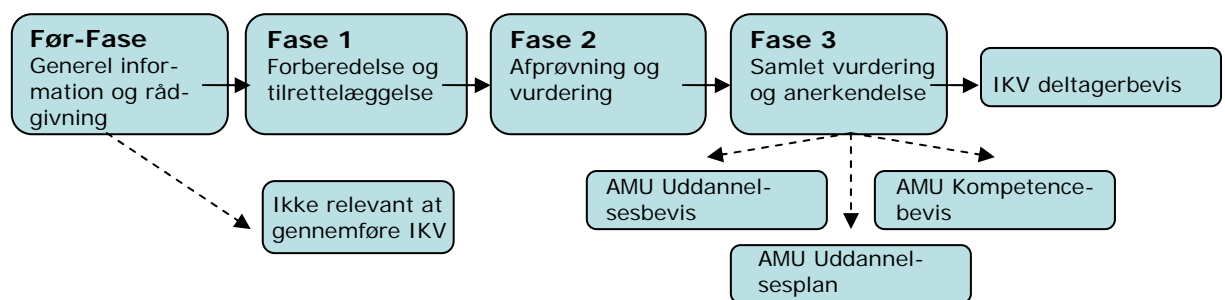 Før-Fase
Generel infor-
mation og råd-
givning
Fase 1
Forberedelse og
tilrettelæggelse
Fase 2
Afprøvning og
vurdering
Fase 3
Samlet vurdering
og anerkendelse
IKV deltagerbevis
Ikke relevant at
gennemføre IKV
AMU Uddannel-
sesbevis
AMU Kompetence-
bevis
AMU Uddannel-
sesplan